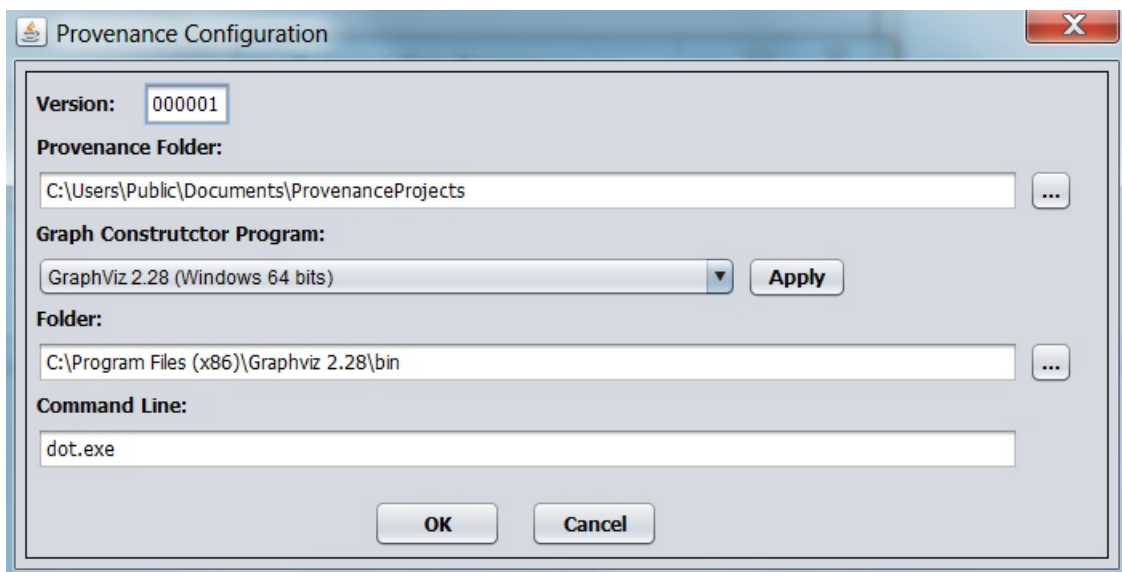 Provenance Configuration
X
Version: 000001
Provenance Folder:
C:\Users\Public\Documents\ProvenanceProjects ...
Graph Construtctor Program:
GraphViz 2.28 (Windows 64 bits) Apply
Folder:
C:\Program Files (x86)\Graphviz 2.28\bin ...
Command Line:
dot.exe
OK Cancel